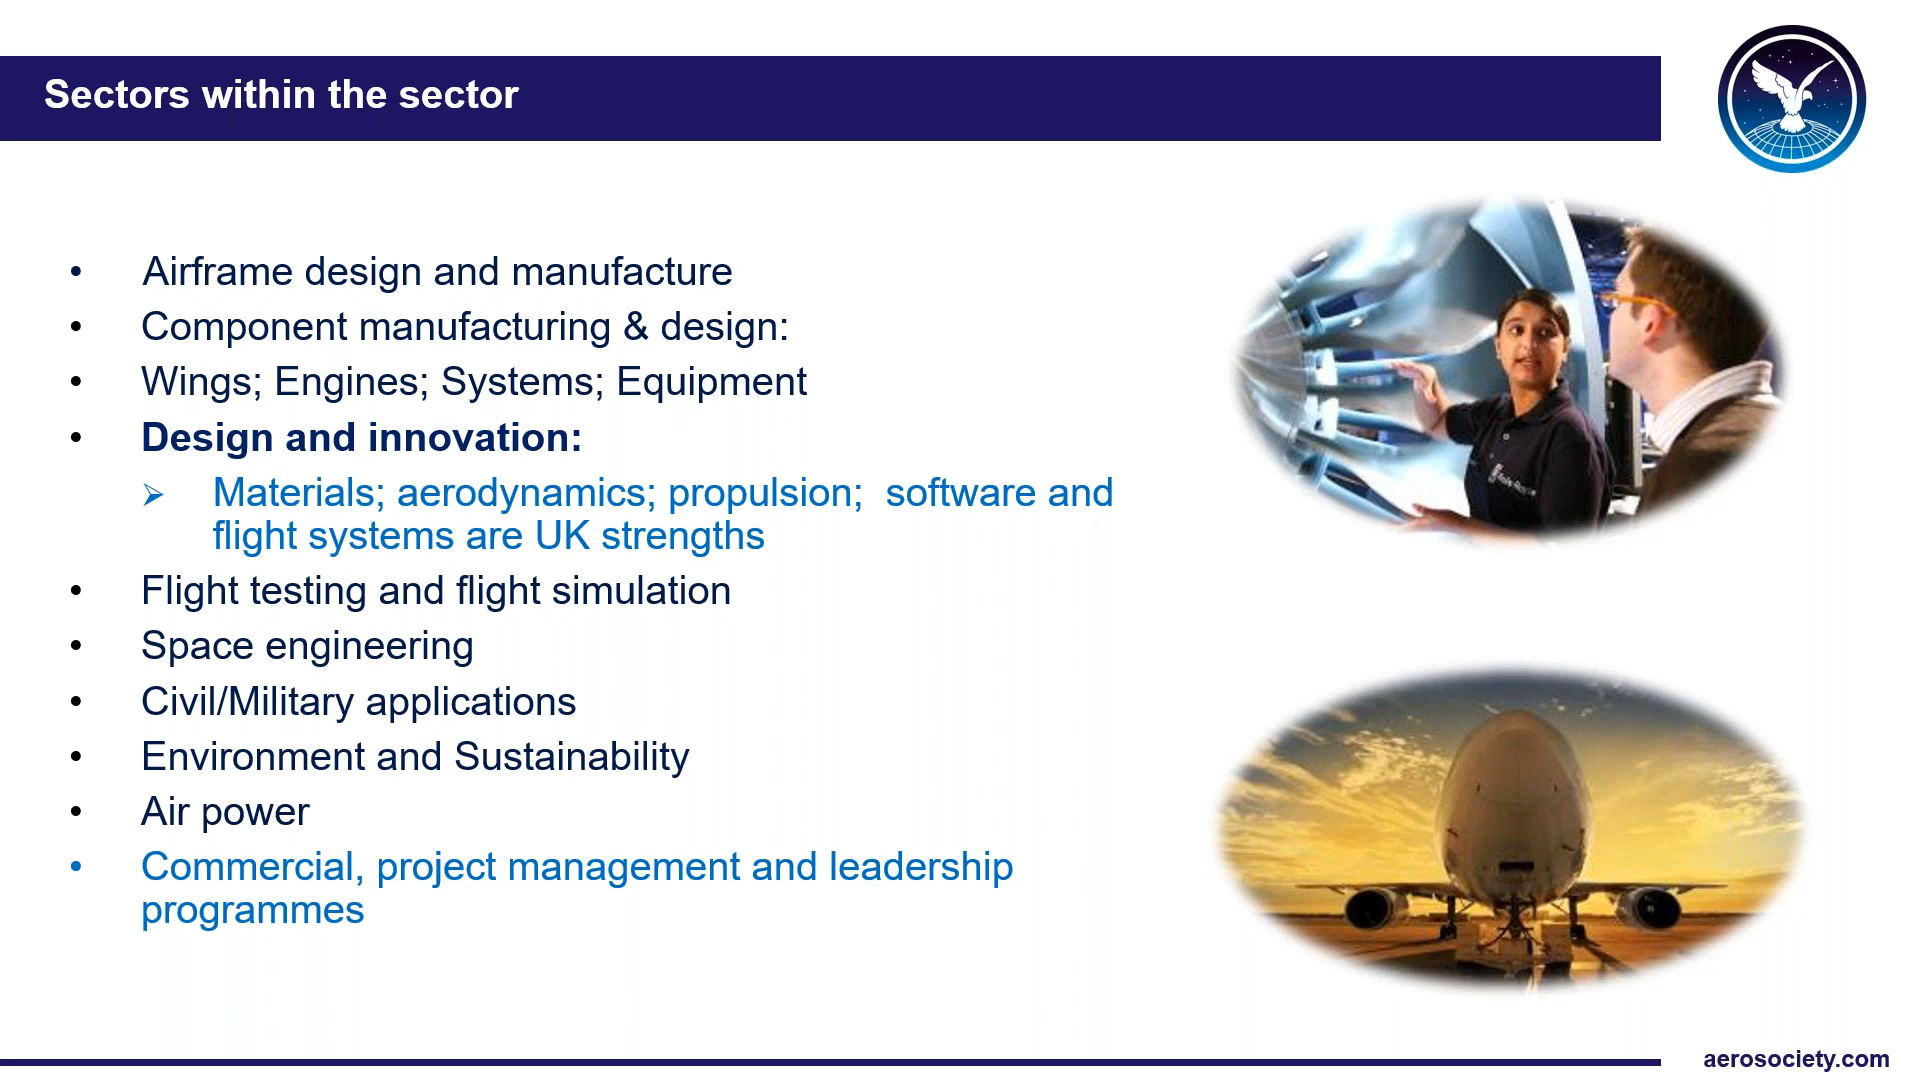 Sectors within the sector
• Airframe design and manufacture
• Component manufacturing & design:
• Wings; Engines; Systems; Equipment
• Design and innovation:
➢ Materials; aerodynamics; propulsion;  software and
flight systems are UK strengths
• Flight testing and flight simulation
• Space engineering
• Civil/Military applications
• Environment and Sustainability
• Air power
• Commercial, project management and leadership
programmes
aerosociety.com